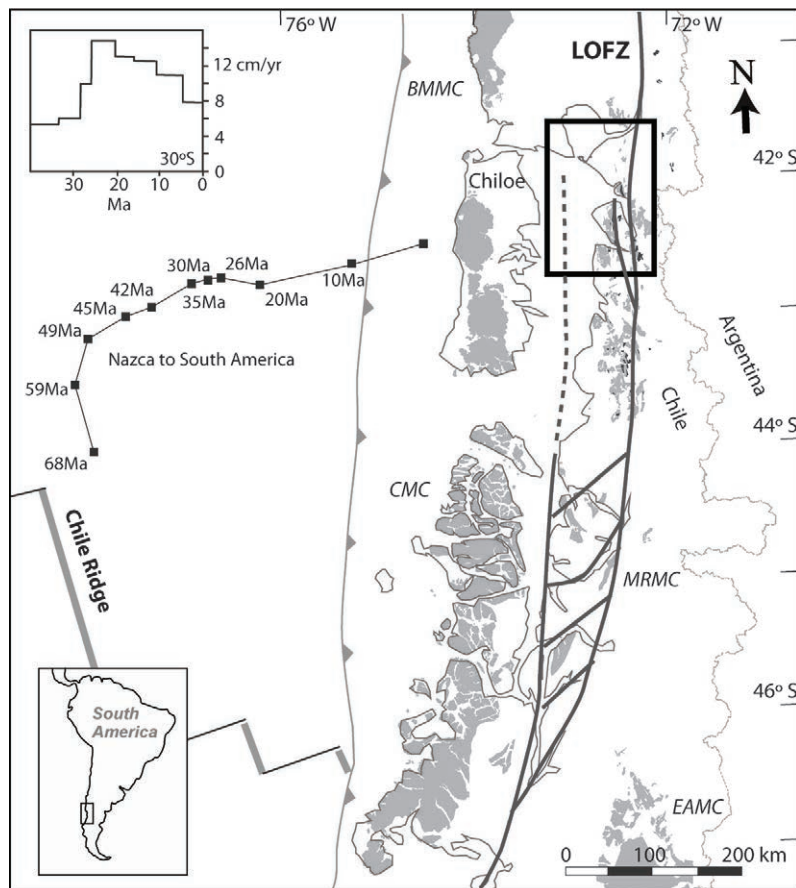 76° W
72° W
LOFZ
N
BMMC
12 cm/yr
8
4
0
30°S
30
20
10
0
Ma
42° S
Chiloe
30Ma
26Ma
42Ma
10Ma
45Ma
35Ma
20Ma
49Ma
Nazca to South America
59Ma
Argentina
Chile
44° S
68Ma
CMC
Chile Ridge
MRMC
South
America
46° S
EAMC
0
100
200 km